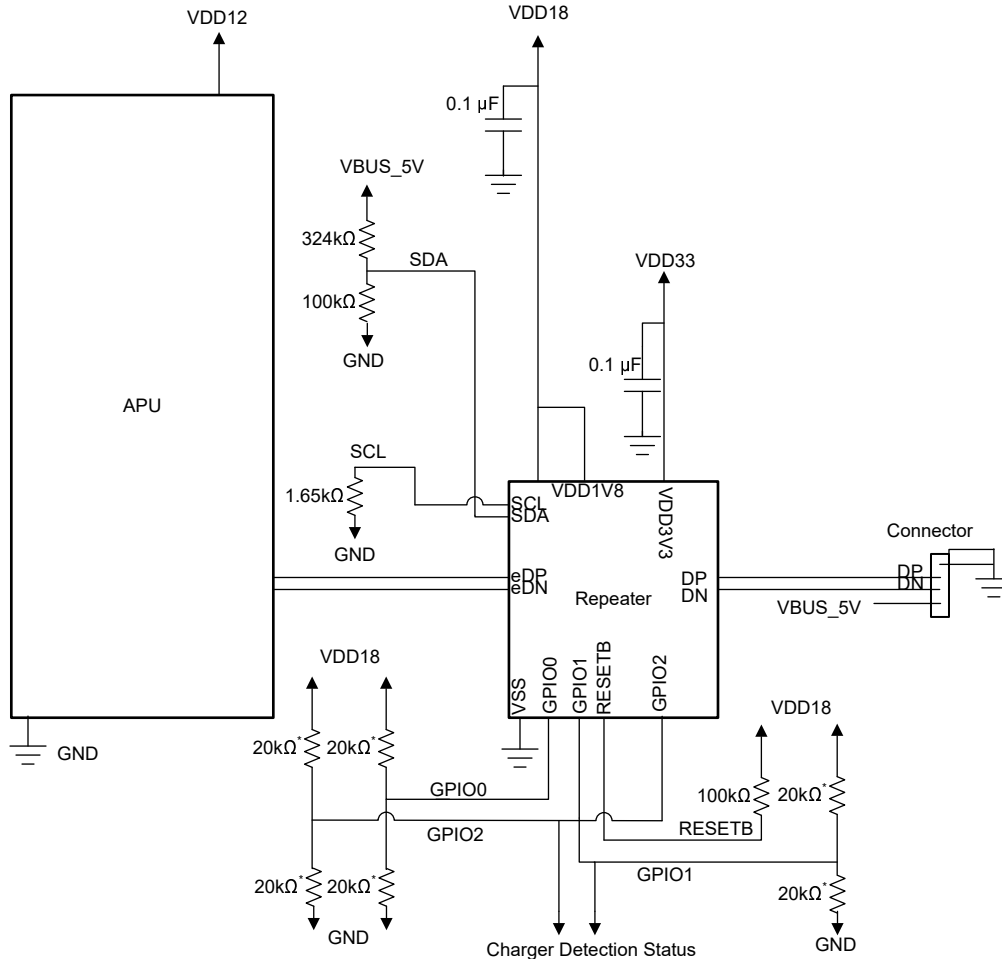 VDD12
VDD18
0.1 µF
VBUS_5V
324kΩ
SDA
100kΩ
GND
VDD33
0.1 µF
APU
SCL
1.65kΩ
GND
VDD1V8
VDD3V3
SCL
SDA
Connector
eDP
eDN
Repeater
DP
DN
DP
DN
VBUS_5V
VSS
GPIO0
GPIO1
RESETB
GPIO2
GND
VDD18
20kΩ*
20kΩ*
GPIO0
GPIO2
20kΩ*
20kΩ*
GND
VDD18
100kΩ
20kΩ*
RESETB
GPIO1
20kΩ*
GND
Charger Detection Status